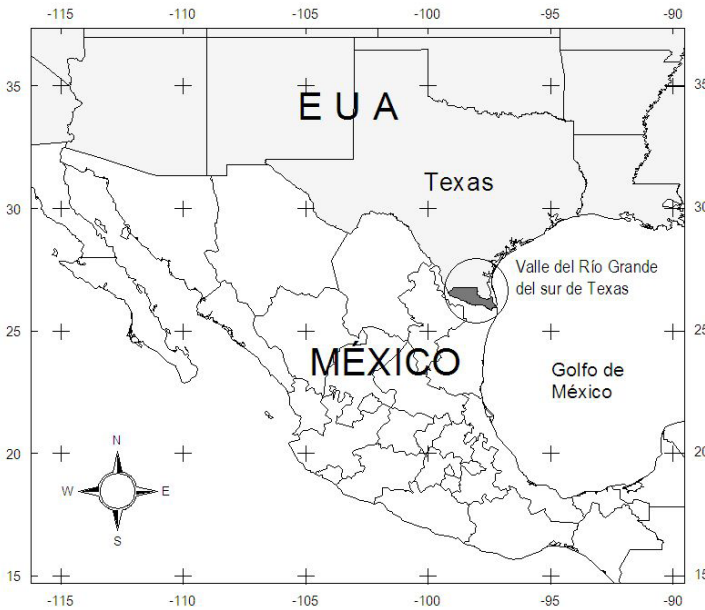 -115 -110 -105 -100 -95 -90
35 35
E U A
Texas
30 30
Valle del Río Grande
del sur de Texas
25 25
MÉXICO
Golfo de
México
N
20 20
W E
S
15 15
-115 -110 -105 -100 -95 -90